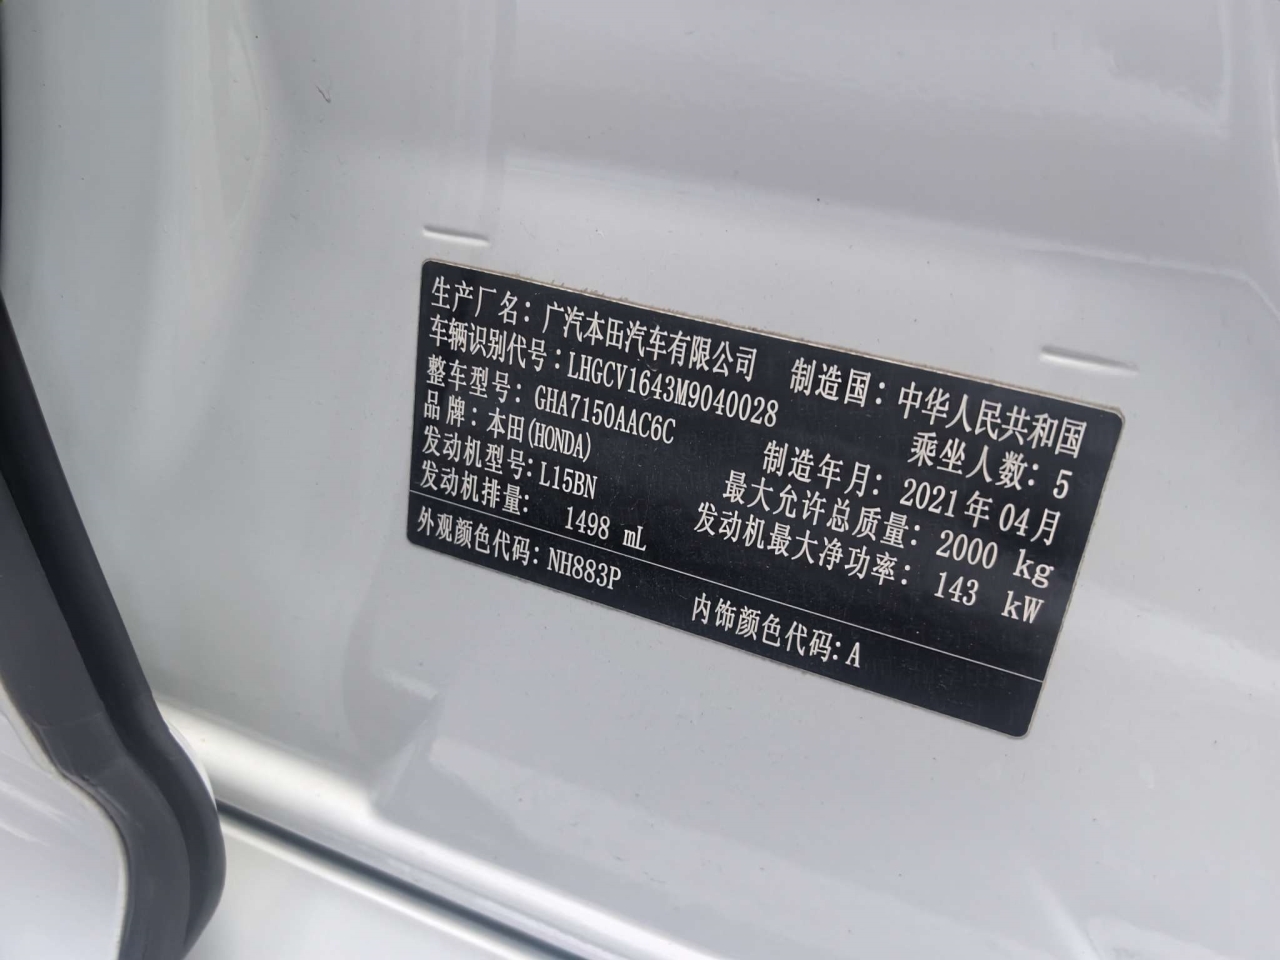 生产厂名：广汽本田汽车有限公司 制造国：中华人民共和国
车辆识别代号：LHGCV1643M9040028 乘坐人数：5
整车型号：GHA7150AAC6C 制造年月：2021年04月
品牌：本田(HONDA) 最大允许总质量：2000 kg
发动机型号：L15BN 发动机最大净功率：143 kW
发动机排量： 1498 mL
外观颜色代码：NH883P 内饰颜色代码：A